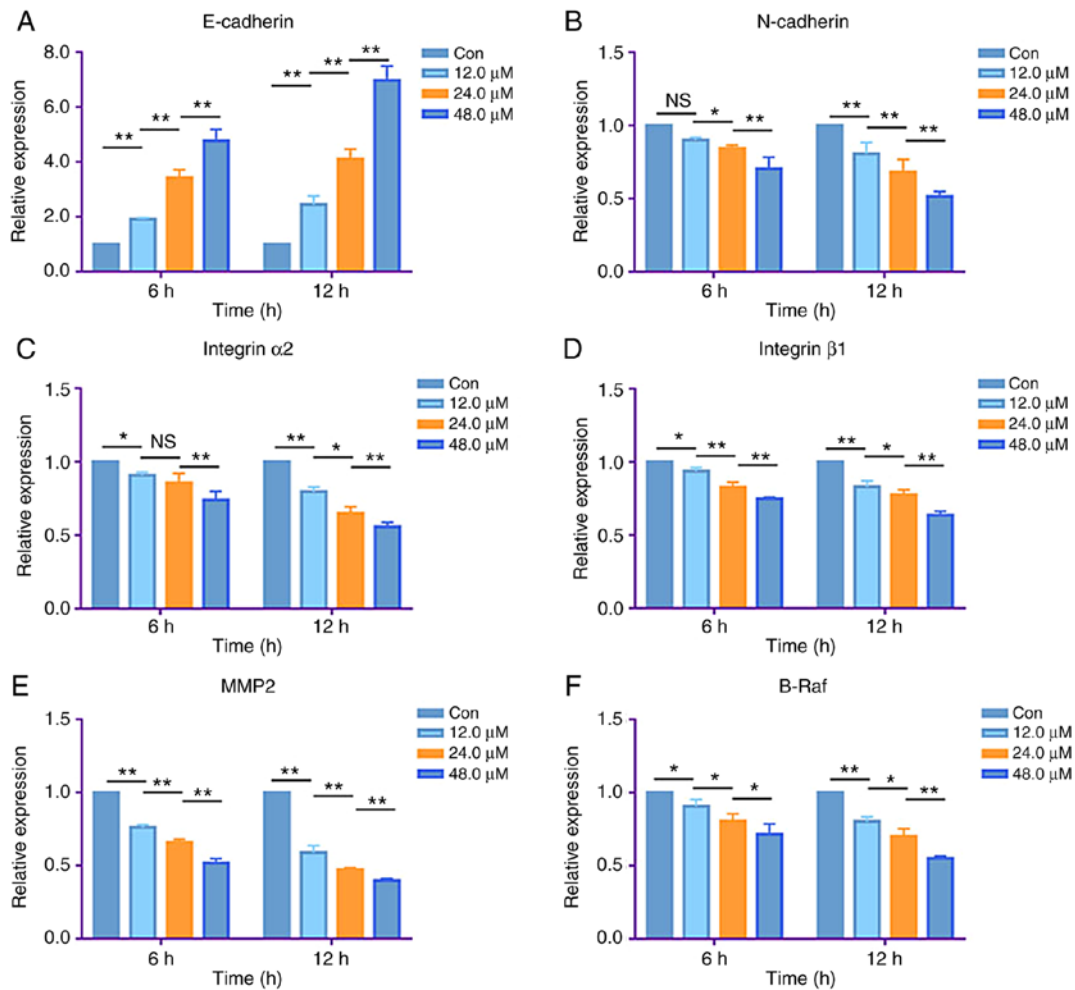 A
E-cadherin
Relative expression
8.0
6.0
4.0
2.0
0.0
** ** ** ** ** **
6 h 12 h
Time (h)
Con
12.0 μM
24.0 μM
48.0 μM
B
N-cadherin
Relative expression
1.5
1.0
0.5
0.0
NS * ** ** ** **
6 h 12 h
Time (h)
Con
12.0 μM
24.0 μM
48.0 μM
C
Integrin α2
Relative expression
1.5
1.0
0.5
0.0
* NS ** ** * **
6 h 12 h
Time (h)
Con
12.0 μM
24.0 μM
48.0 μM
D
Integrin β1
Relative expression
1.5
1.0
0.5
0.0
* ** ** ** * **
6 h 12 h
Time (h)
Con
12.0 μM
24.0 μM
48.0 μM
E
MMP2
Relative expression
1.5
1.0
0.5
0.0
** ** ** ** ** **
6 h 12 h
Time (h)
Con
12.0 μM
24.0 μM
48.0 μM
F
B-Raf
Relative expression
1.5
1.0
0.5
0.0
* * * ** * **
6 h 12 h
Time (h)
Con
12.0 μM
24.0 μM
48.0 μM